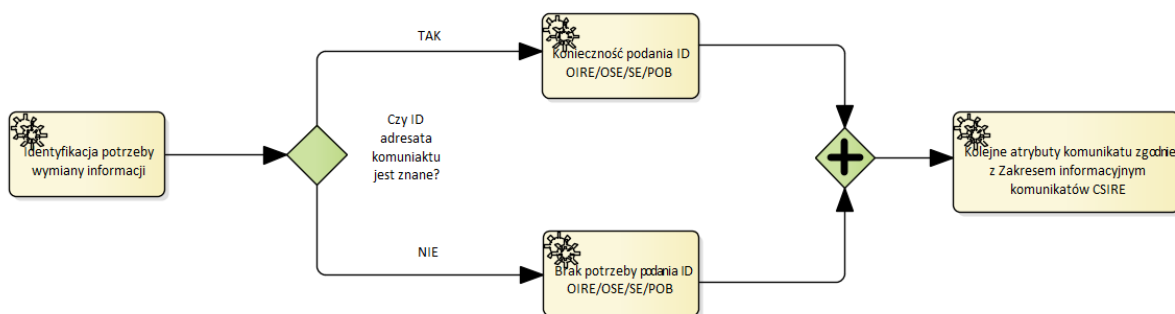 TAK
Konieczność podania ID
OIRE/OSE/SE/POB
Identyfikacja potrzeby
wymiany informacji
Czy ID
adresata
komuniaktu
jest znane?
Kolejne atrybuty komunikatu zgodnie
z Zakresem informacyjnym
komunikatów CSIRE
NIE
Brak potrzeby podania ID
OIRE/OSE/SE/POB